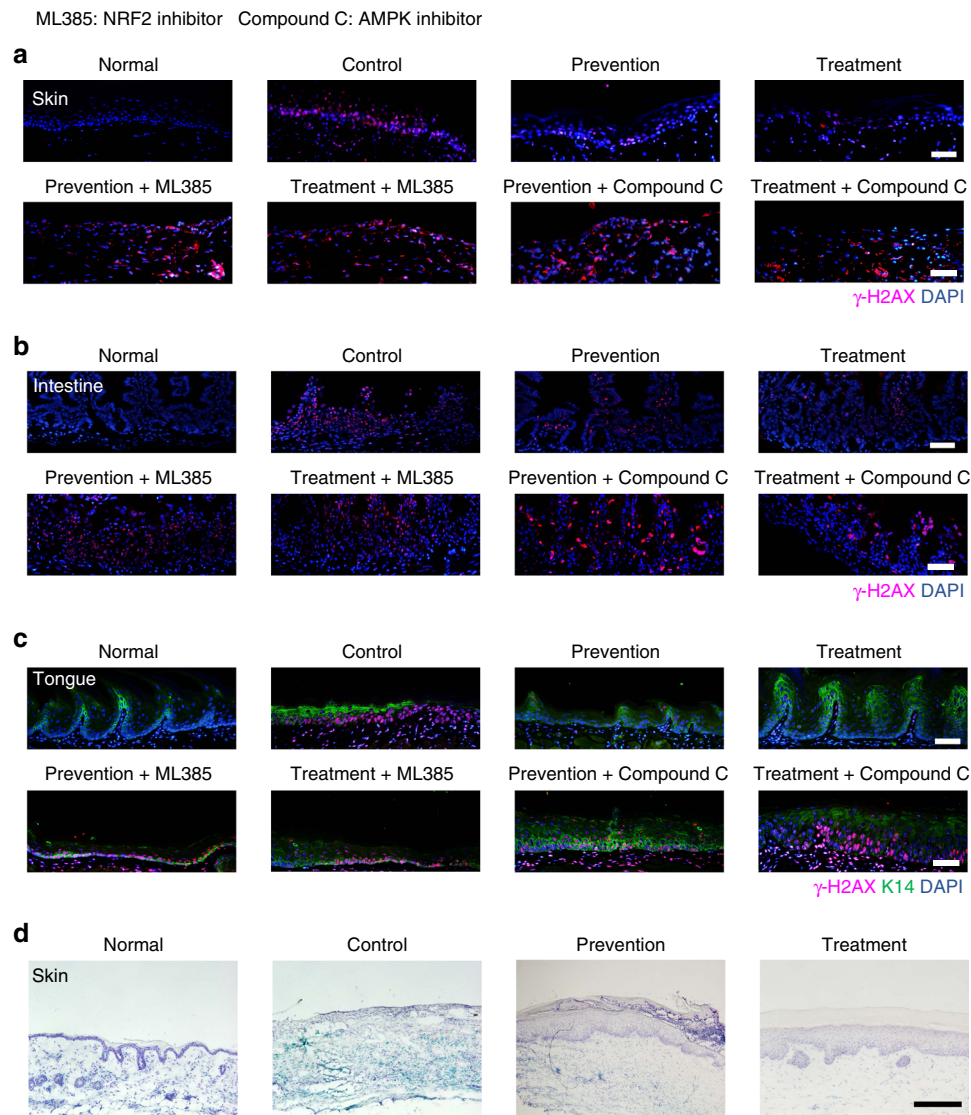 ML385: NRF2 inhibitor Compound C: AMPK inhibitor
a
Normal Control Prevention Treatment
Skin
Prevention + ML385 Treatment + ML385 Prevention + Compound C Treatment + Compound C
γ-H2AX DAPI
b
Normal Control Prevention Treatment
Intestine
Prevention + ML385 Treatment + ML385 Prevention + Compound C Treatment + Compound C
γ-H2AX DAPI
c
Normal Control Prevention Treatment
Tongue
Prevention + ML385 Treatment + ML385 Prevention + Compound C Treatment + Compound C
γ-H2AX K14 DAPI
d
Normal Control Prevention Treatment
Skin